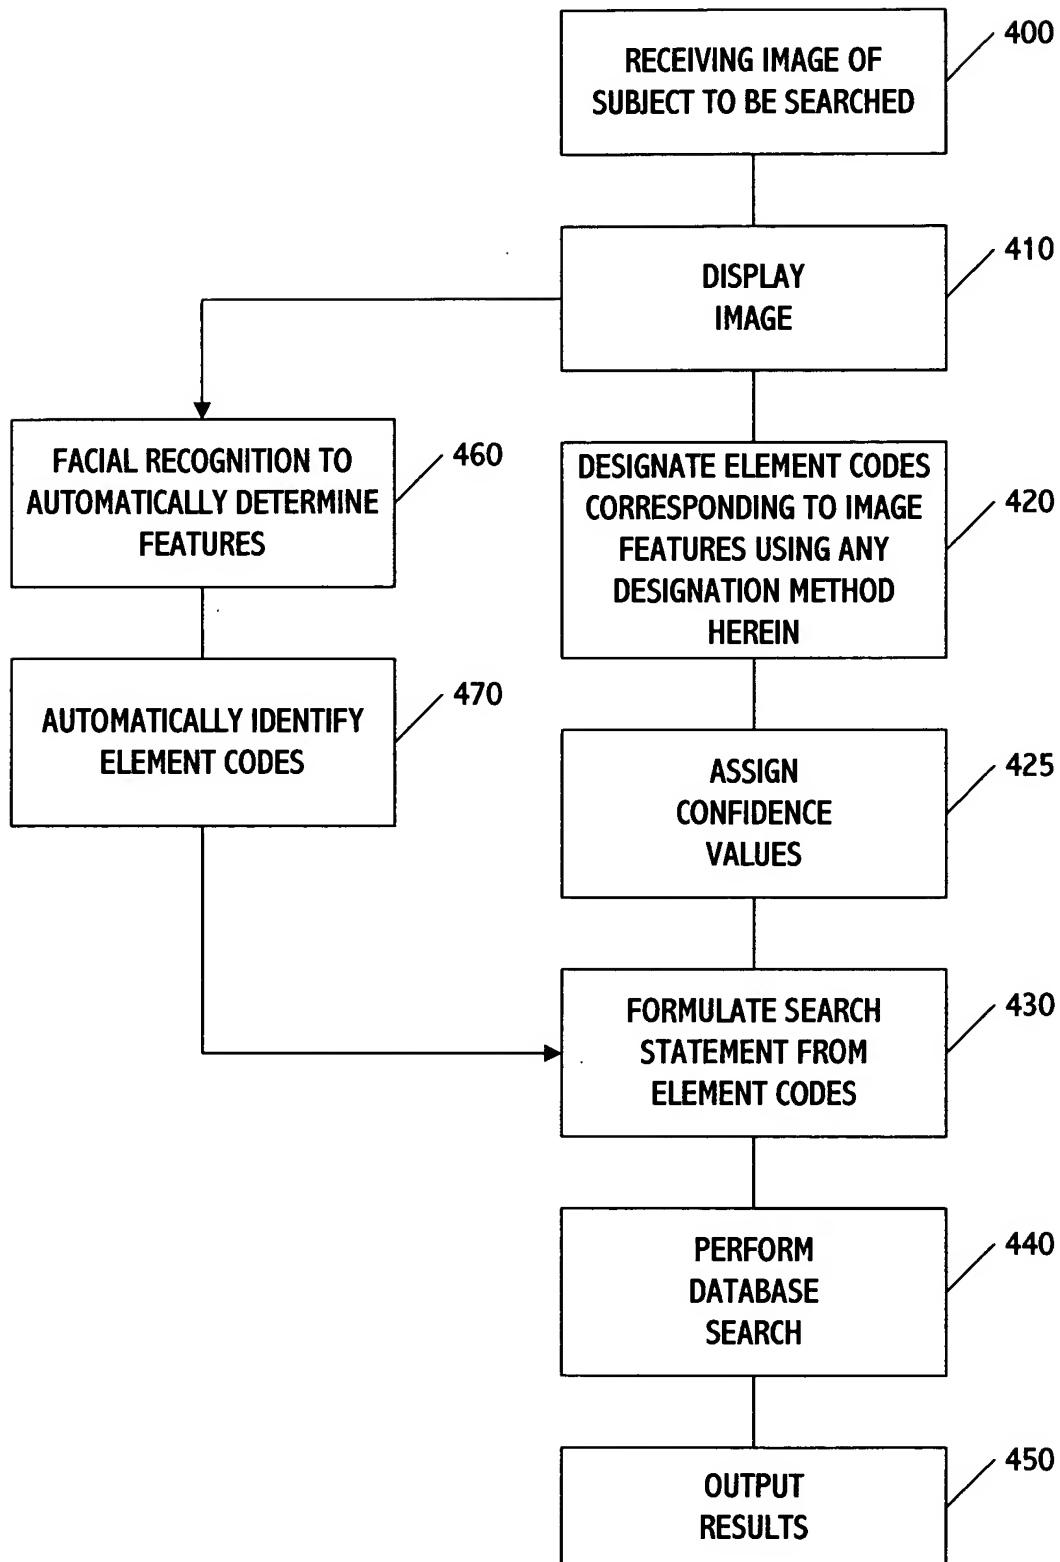 400
RECEIVING IMAGE OF
SUBJECT TO BE SEARCHED
410
DISPLAY
IMAGE
FACIAL RECOGNITION TO
AUTOMATICALLY DETERMINE
FEATURES
460
DESIGNATE ELEMENT CODES
CORRESPONDING TO IMAGE
FEATURES USING ANY
DESIGNATION METHOD
HEREIN
420
AUTOMATICALLY IDENTIFY
ELEMENT CODES
470
ASSIGN
CONFIDENCE
VALUES
425
FORMULATE SEARCH
STATEMENT FROM
ELEMENT CODES
430
PERFORM
DATABASE
SEARCH
440
OUTPUT
RESULTS
450